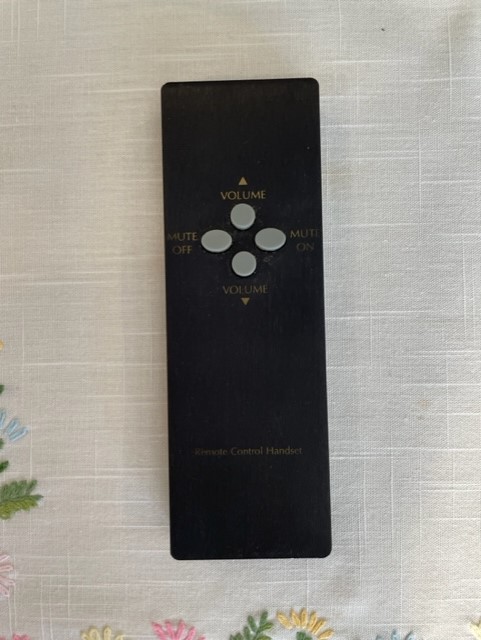 ▲
VOLUME
MUTE OFF
MUTE ON
VOLUME
▼
Remote Control Handset